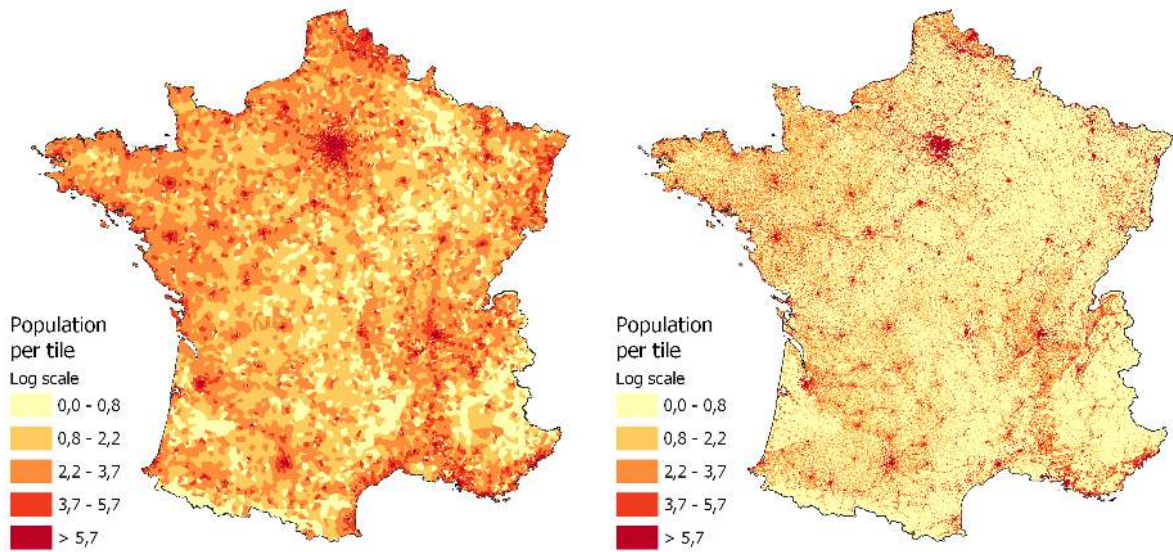 Population
per tile
Log scale
0,0 - 0,8
0,8 - 2,2
2,2 - 3,7
3,7 - 5,7
> 5,7
Population
per tile
Log scale
0,0 - 0,8
0,8 - 2,2
2,2 - 3,7
3,7 - 5,7
> 5,7